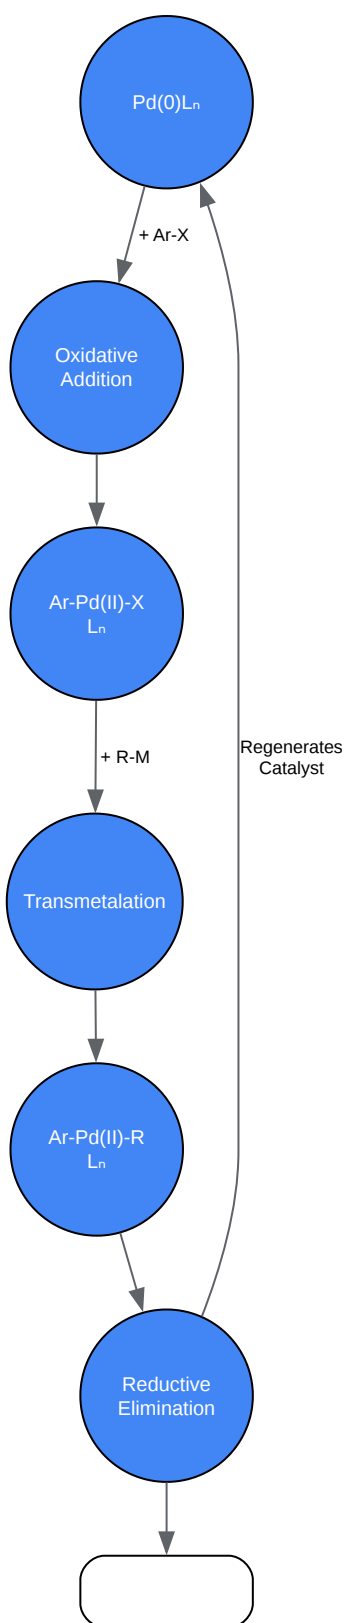 Pd(0)Lₙ
+ Ar-X
Oxidative
Addition
Ar-Pd(II)-X
Lₙ
+ R-M
Regenerates
Catalyst
Transmetalation
Ar-Pd(II)-R
Lₙ
Reductive
Elimination